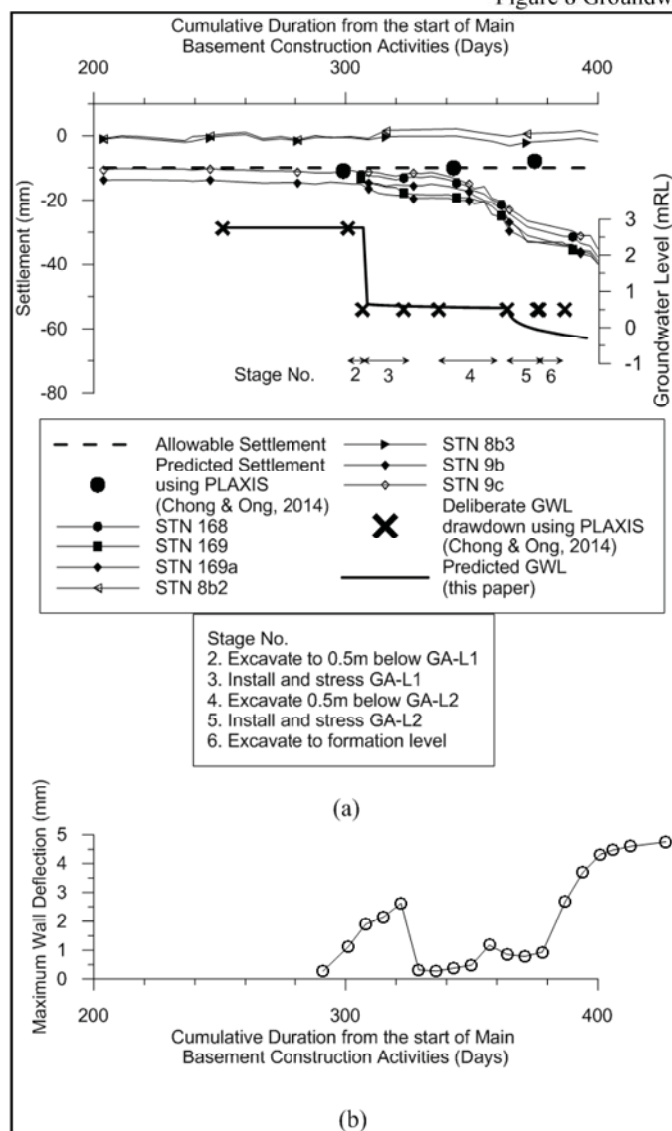 Figure 8 Groundw
Cumulative Duration from the start of Main
Basement Construction Activities (Days)
200 300 400
0
-20
-40
-60
-80
Settlement (mm)
3
2
1
0
-1
Groundwater Level (mRL)
Stage No. 2 3 4 5 6
Allowable Settlement
Predicted Settlement
using PLAXIS
(Chong & Ong, 2014)
STN 168
STN 169
STN 169a
STN 8b2
STN 8b3
STN 9b
STN 9c
Deliberate GWL
drawdown using PLAXIS
(Chong & Ong, 2014)
Predicted GWL
(this paper)
Stage No.
2. Excavate to 0.5m below GA-L1
3. Install and stress GA-L1
4. Excavate 0.5m below GA-L2
5. Install and stress GA-L2
6. Excavate to formation level
(a)
Maximum Wall Deflection (mm)
5
4
3
2
1
0
200 300 400
Cumulative Duration from the start of Main
Basement Construction Activities (Days)
(b)